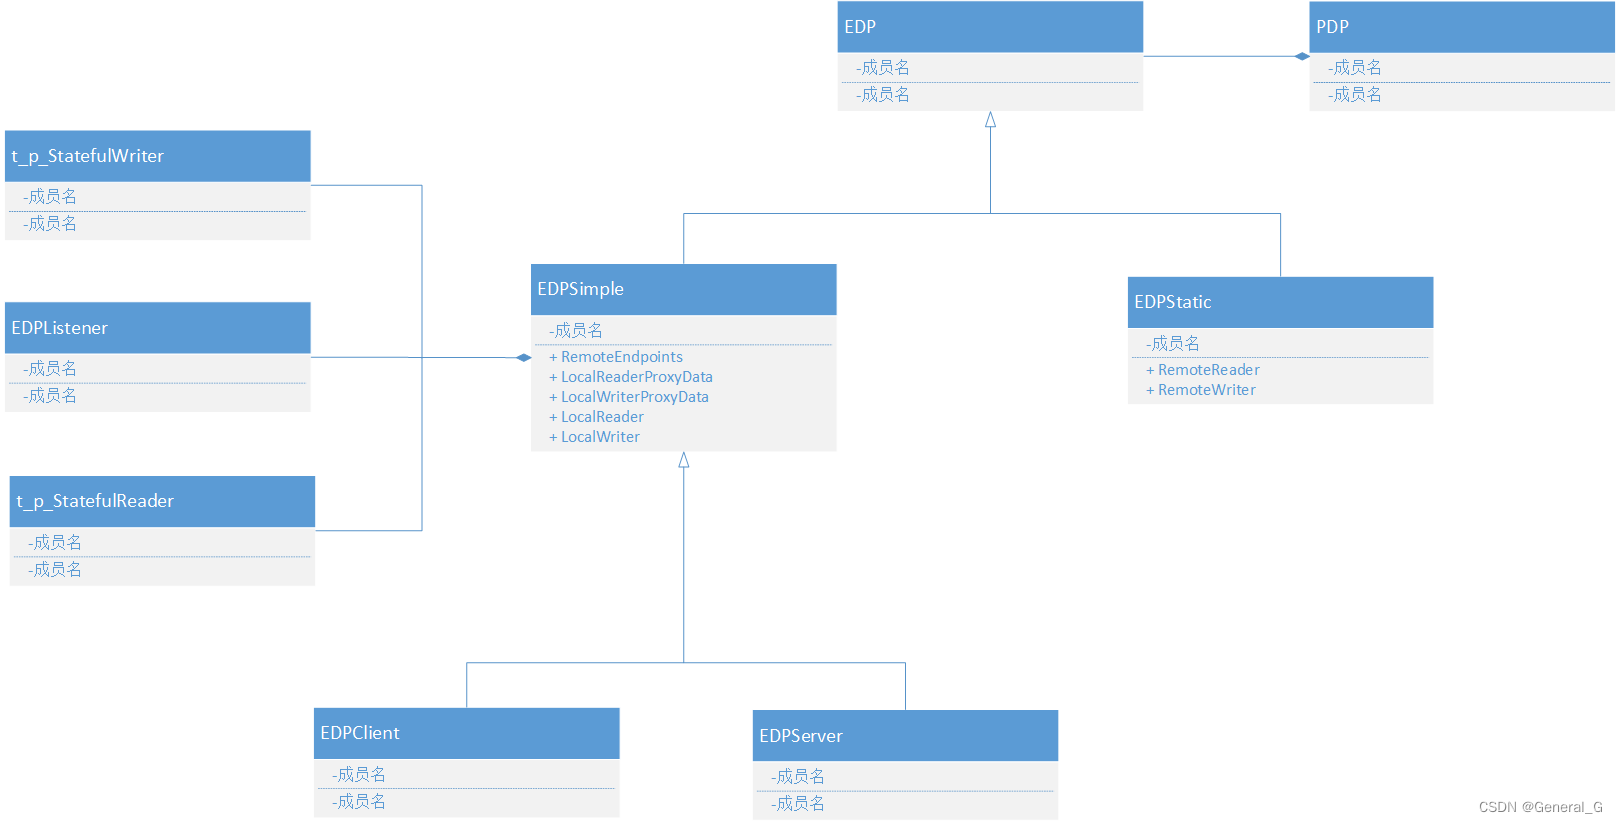 EDP
-成员名
-成员名
PDP
-成员名
-成员名
t_p_StatefulWriter
-成员名
-成员名
EDPListener
-成员名
-成员名
t_p_StatefulReader
-成员名
-成员名
EDPSimple
-成员名
+ RemoteEndpoints
+ LocalReaderProxyData
+ LocalWriterProxyData
+ LocalReader
+ LocalWriter
EDPStatic
-成员名
+ RemoteReader
+ RemoteWriter
EDPClient
-成员名
-成员名
EDPServer
-成员名
-成员名
CSDN @General_G